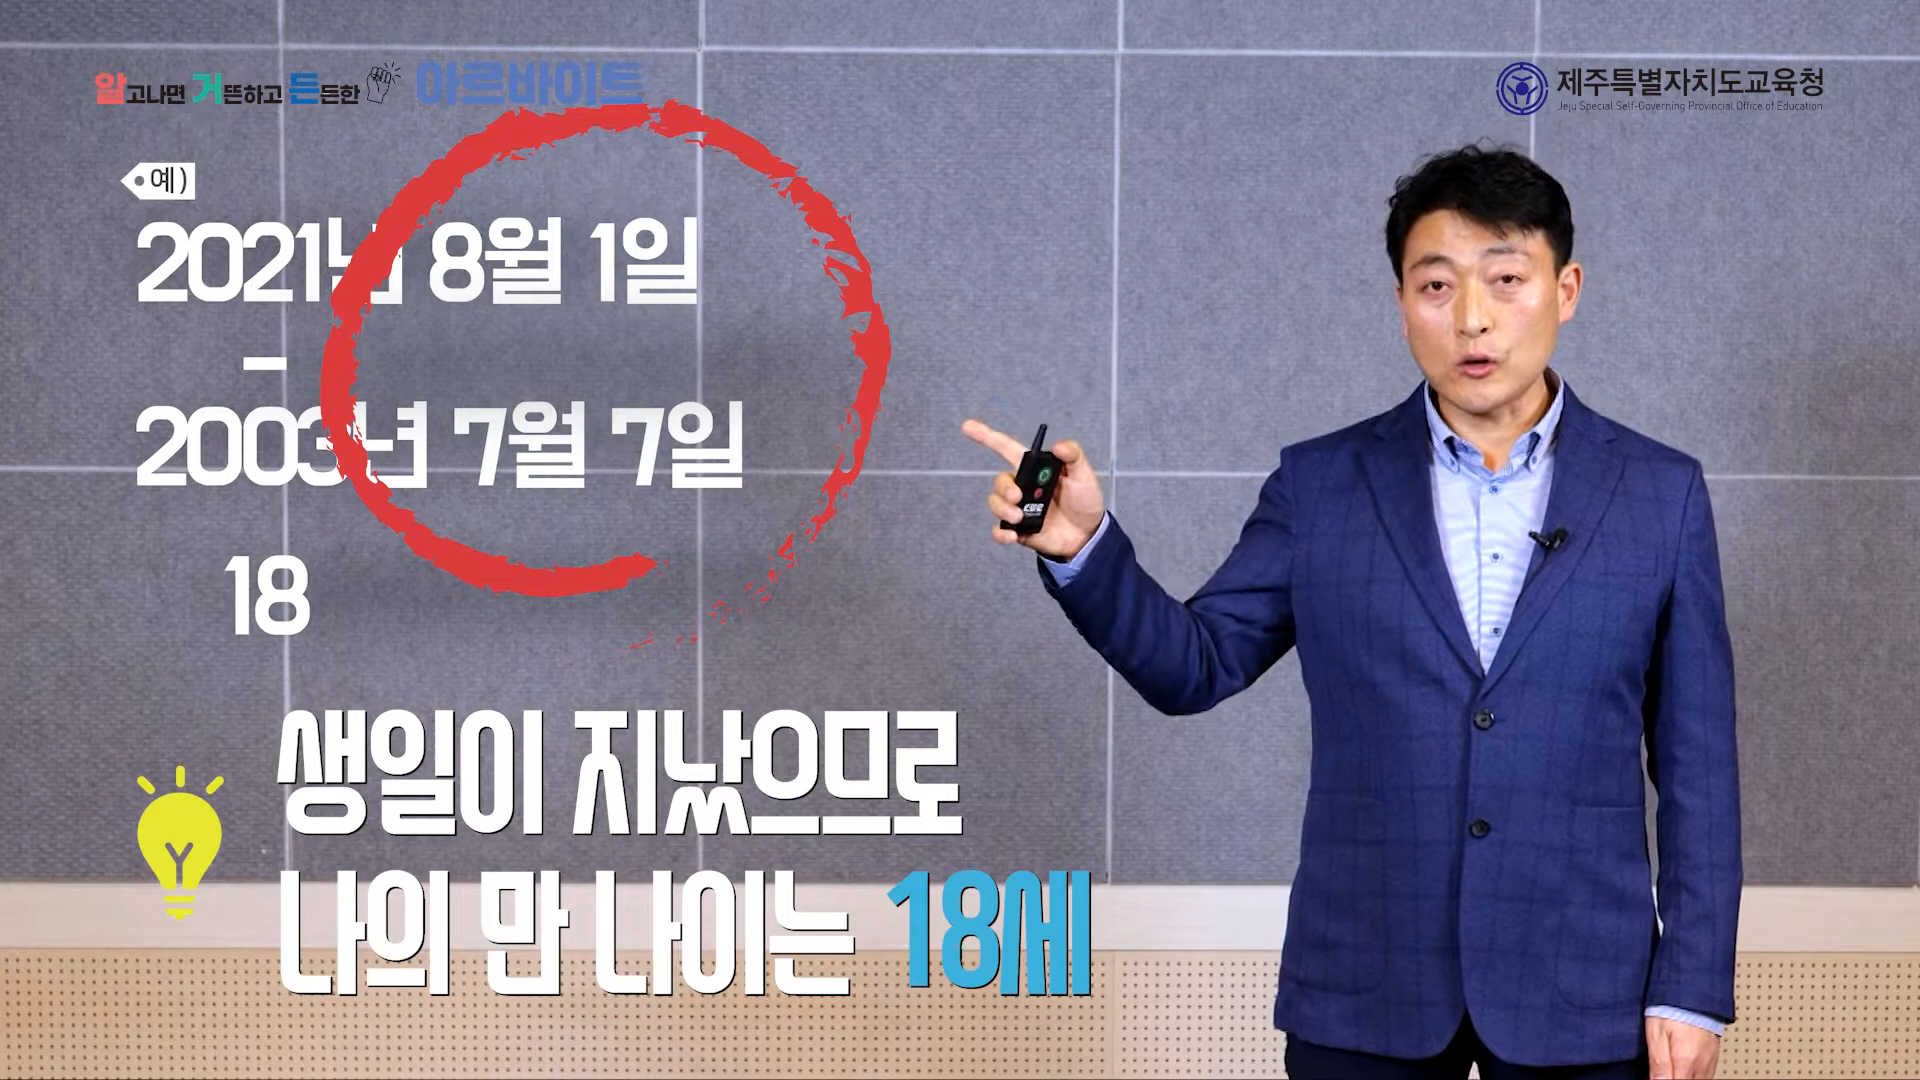 알고나면 거뜬하고 든든한 아르바이트
제주특별자치도교육청
Jeju Special Self-Governing Provincial Office of Education
예)
2021년 8월 1일
-
2003년 7월 7일
18
생일이 지났으므로
나의 만 나이는 18세